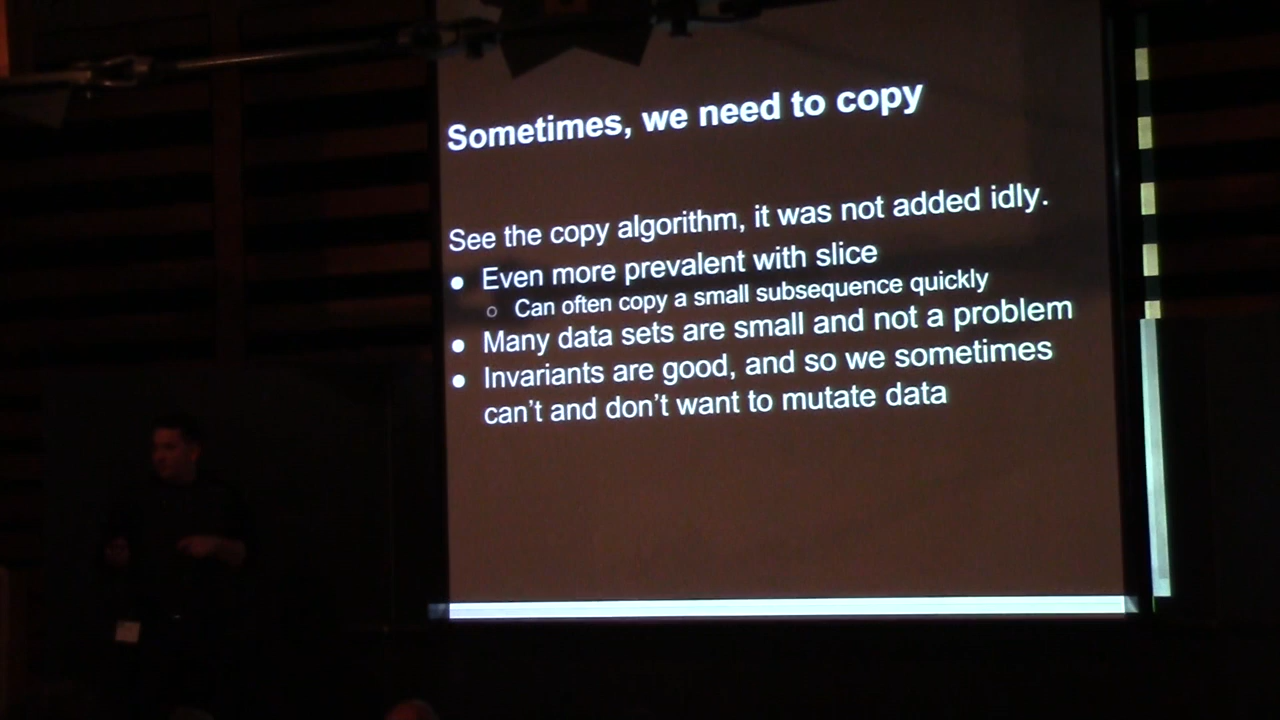 Sometimes, we need to copy
See the copy algorithm, it was not added idly.
● Even more prevalent with slice
○ Can often copy a small subsequence quickly
● Many data sets are small and not a problem
● Invariants are good, and so we sometimes
can't and don't want to mutate data